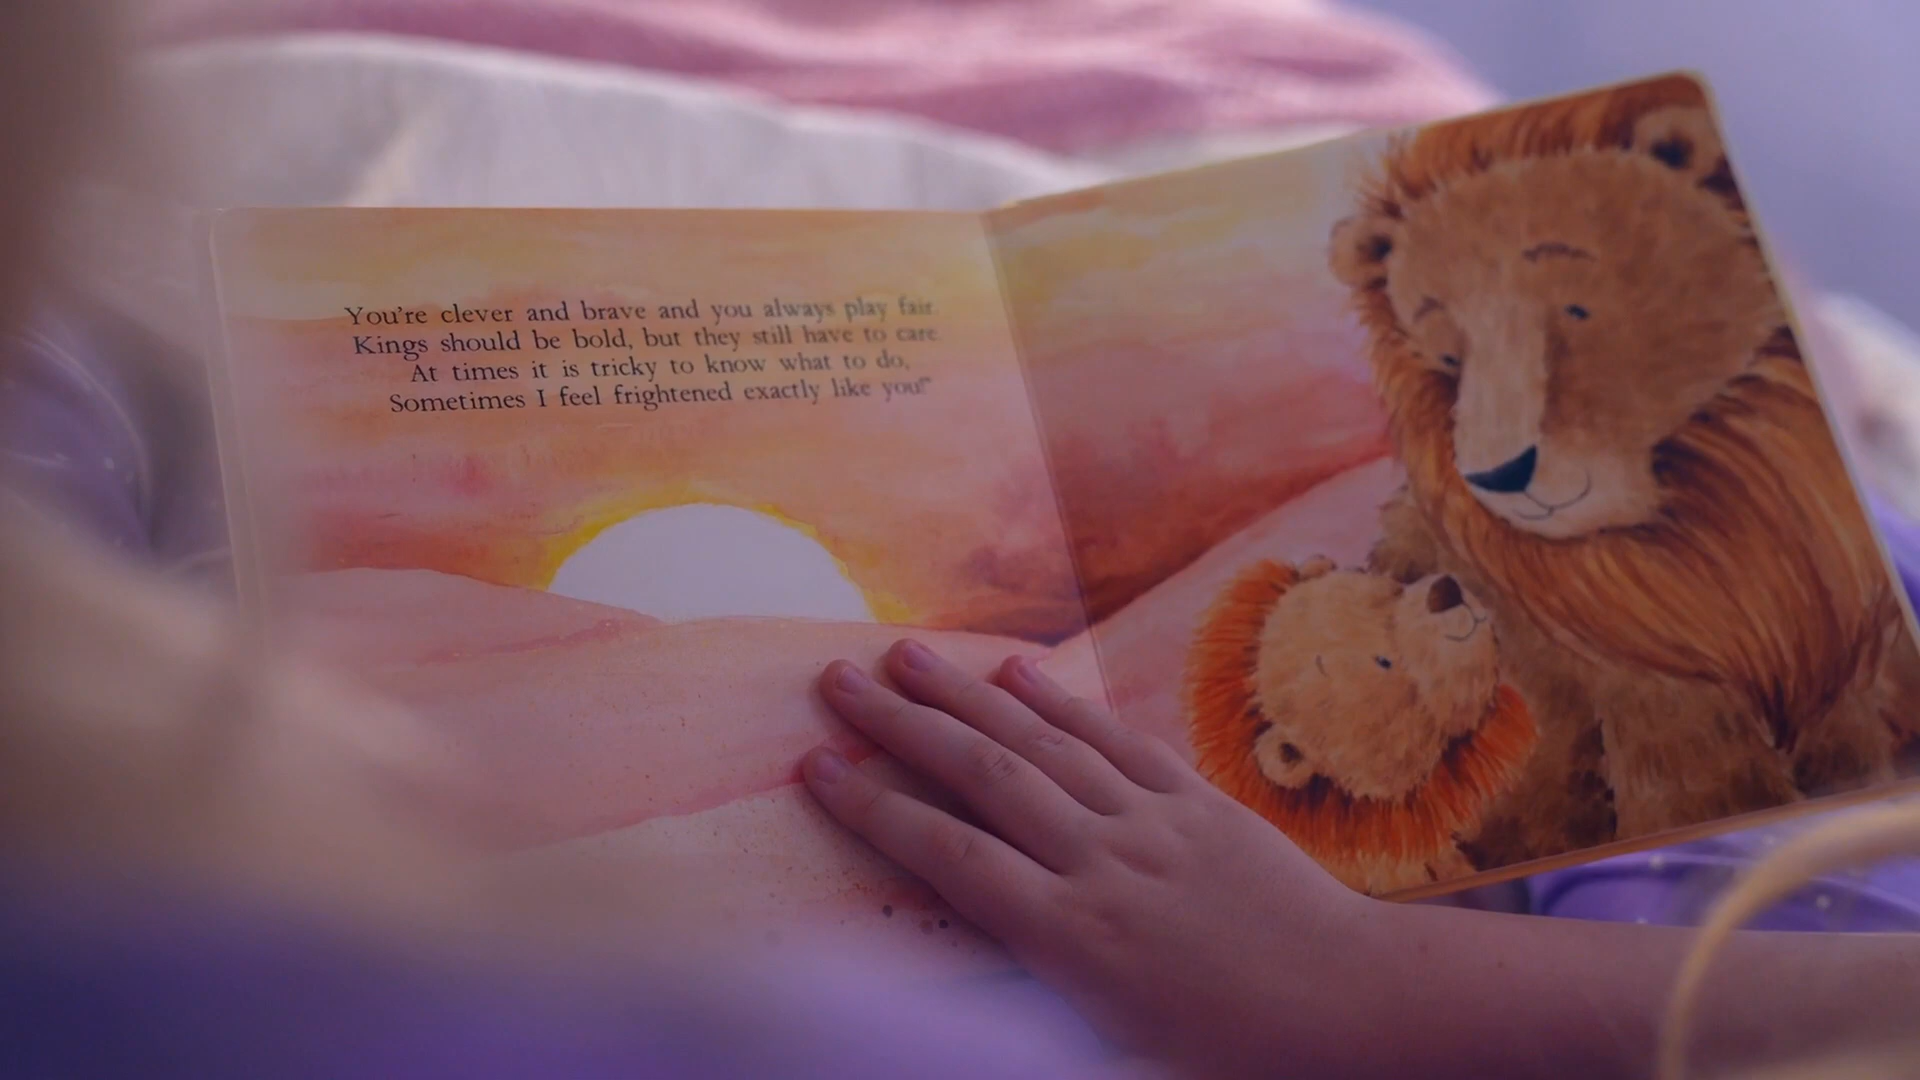 You're clever and brave and you always play fair.
Kings should be bold, but they still have to care.
At times it is tricky to know what to do,
Sometimes I feel frightened exactly like you!"